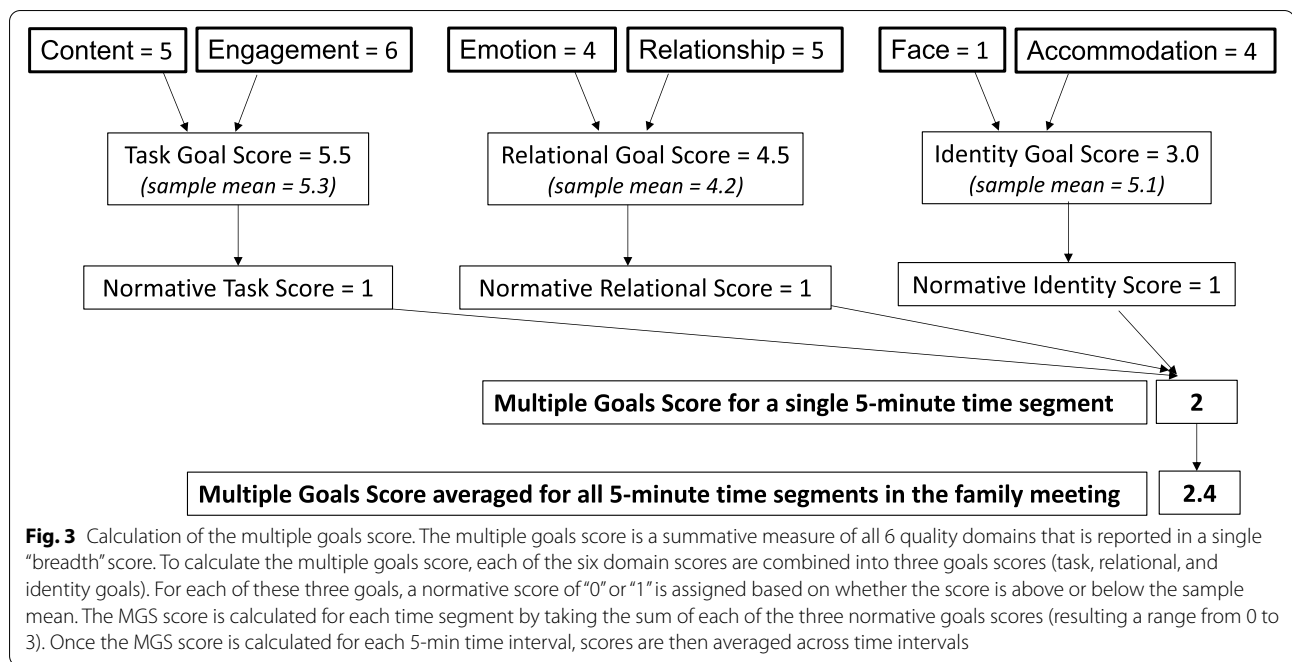 Content = 5 Engagement = 6 Emotion = 4 Relationship = 5 Face = 1 Accommodation = 4
Task Goal Score = 5.5
(sample mean = 5.3)
Relational Goal Score = 4.5
(sample mean = 4.2)
Identity Goal Score = 3.0
(sample mean = 5.1)
Normative Task Score = 1
Normative Relational Score = 1
Normative Identity Score = 1
Multiple Goals Score for a single 5-minute time segment 2
Multiple Goals Score averaged for all 5-minute time segments in the family meeting 2.4
Fig. 3 Calculation of the multiple goals score. The multiple goals score is a summative measure of all 6 quality domains that is reported in a single
"breadth" score. To calculate the multiple goals score, each of the six domain scores are combined into three goals scores (task, relational, and
identity goals). For each of these three goals, a normative score of "0" or "1" is assigned based on whether the score is above or below the sample
mean. The MGS score is calculated for each time segment by taking the sum of each of the three normative goals scores (resulting a range from 0 to
3). Once the MGS score is calculated for each 5-min time interval, scores are then averaged across time intervals